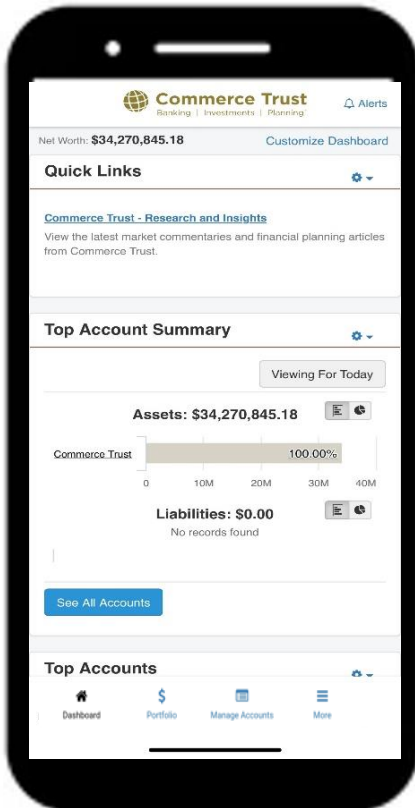 Commerce Trust
Banking | Investments | Planning
Alerts
Net Worth: $34,270,845.18
Customize Dashboard
Quick Links
Commerce Trust - Research and Insights
View the latest market commentaries and financial planning articles
from Commerce Trust.
Top Account Summary
Viewing For Today
Assets: $34,270,845.18
Commerce Trust
100.00%
0 10M 20M 30M 40M
Liabilities: $0.00
No records found
See All Accounts
Top Accounts
Dashboard Portfolio Manage Accounts More